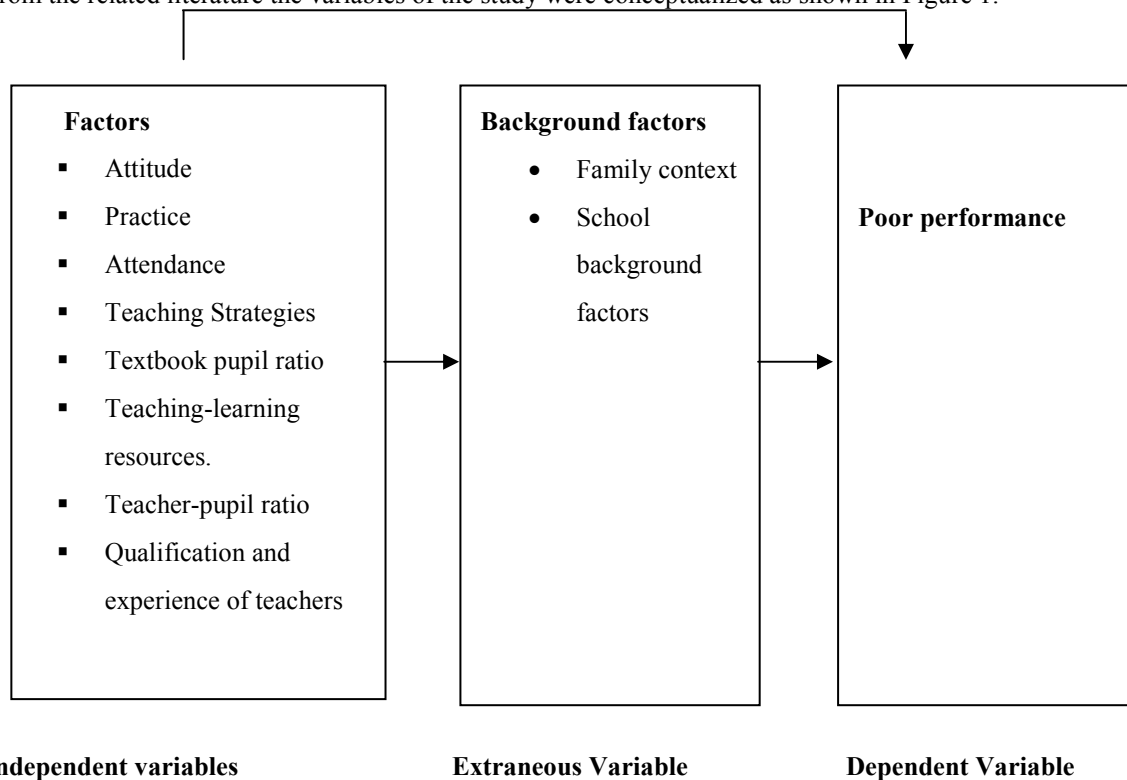 from the related literature the variables of the study were conceptualized as shown in Figure 1.
Factors
▪ Attitude
▪ Practice
▪ Attendance
▪ Teaching Strategies
▪ Textbook pupil ratio
▪ Teaching-learning
resources.
▪ Teacher-pupil ratio
▪ Qualification and
experience of teachers
Background factors
• Family context
• School
background
factors
Poor performance
ndependent variables
Extraneous Variable
Dependent Variable